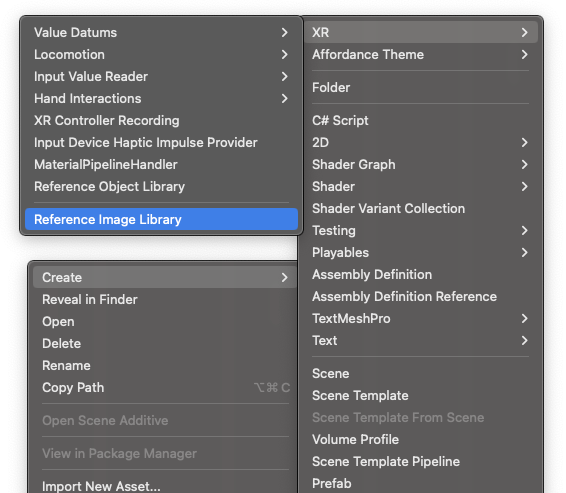 Value Datums
Locomotion
Input Value Reader
Hand Interactions
XR Controller Recording
Input Device Haptic Impulse Provider
MaterialPipelineHandler
Reference Object Library
Reference Image Library
XR
Affordance Theme
Folder
C# Script
2D
Shader Graph
Shader
Shader Variant Collection
Testing
Playables
Assembly Definition
Assembly Definition Reference
TextMeshPro
Text
Scene
Scene Template
Scene Template From Scene
Volume Profile
Scene Template Pipeline
Prefab
Create
Reveal in Finder
Open
Delete
Rename
Copy Path ⌥⌘C
Open Scene Additive
View in Package Manager
Import New Asset...